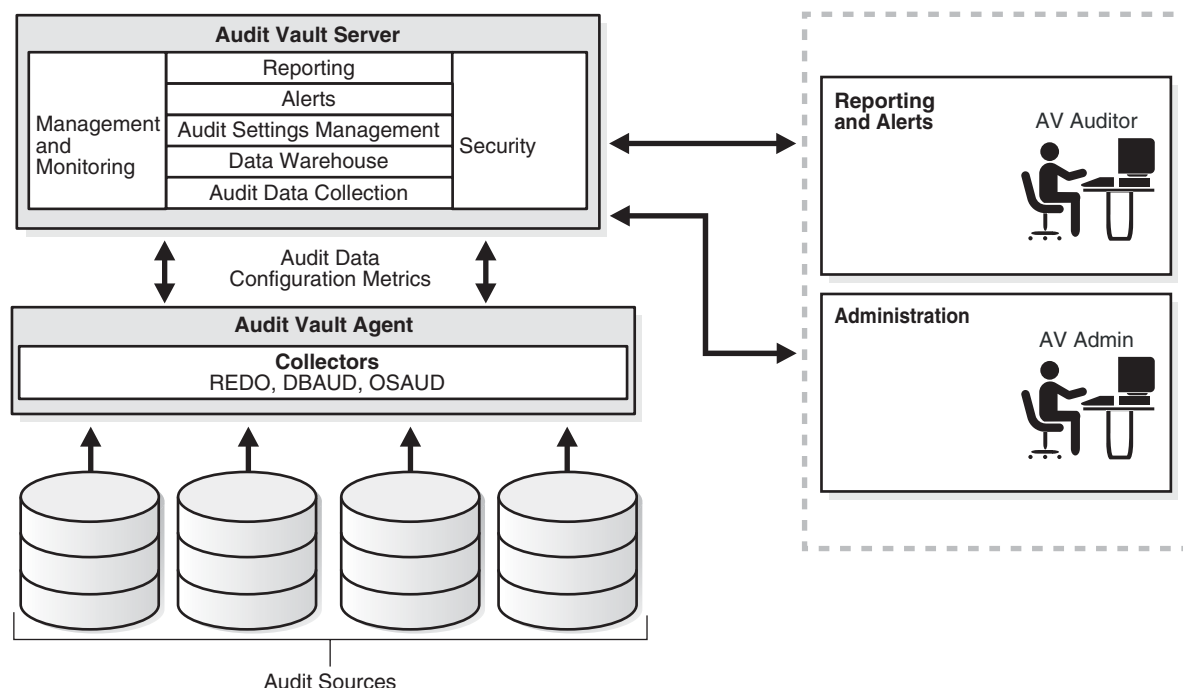 Audit Vault Server
Management
and
Monitoring
Reporting
Alerts
Audit Settings Management
Data Warehouse
Audit Data Collection
Security
Audit Data
Configuration Metrics
Audit Vault Agent
Collectors
REDO, DBAUD, OSAUD
Audit Sources
Reporting
and Alerts
AV Auditor
Administration
AV Admin